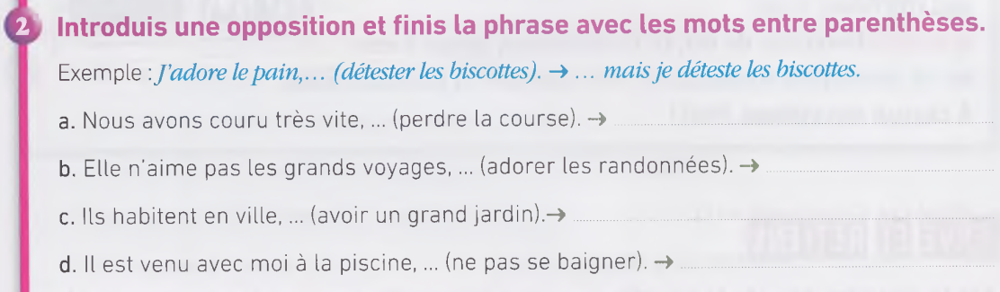 2 Introduis une opposition et finis la phrase avec les mots entre parenthèses.
Exemple : J'adore le pain,... (détester les biscottes). → ... mais je déteste les biscottes.
a. Nous avons couru très vite, ... (perdre la course). →
b. Elle n'aime pas les grands voyages, ... (adorer les randonnées). →
c. Ils habitent en ville, ... (avoir un grand jardin).→
d. Il est venu avec moi à la piscine, ... (ne pas se baigner). →